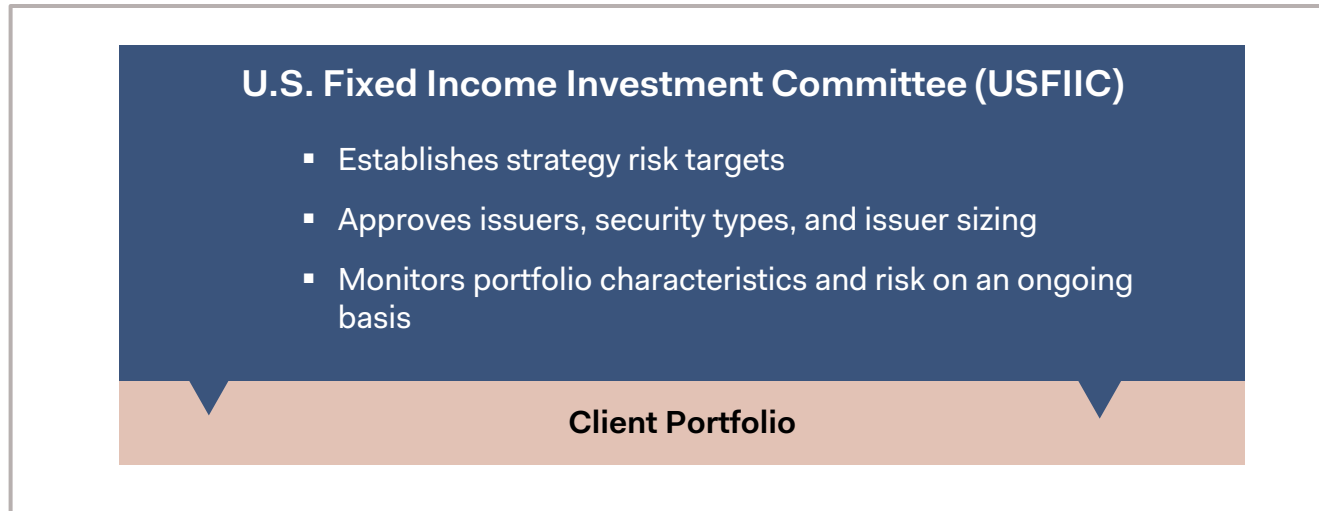 U.S. Fixed Income Investment Committee (USFIIC)
▪ Establishes strategy risk targets
▪ Approves issuers, security types, and issuer sizing
▪ Monitors portfolio characteristics and risk on an ongoing
basis
Client Portfolio